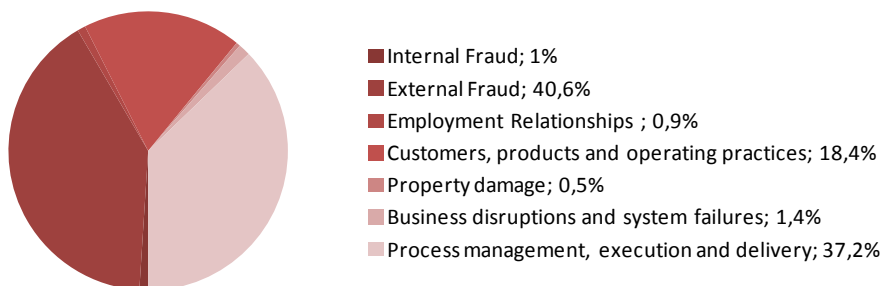 Internal Fraud; 1%
External Fraud; 40,6%
Employment Relationships ; 0,9%
Customers, products and operating practices; 18,4%
Property damage; 0,5%
Business disruptions and system failures; 1,4%
Process management, execution and delivery; 37,2%